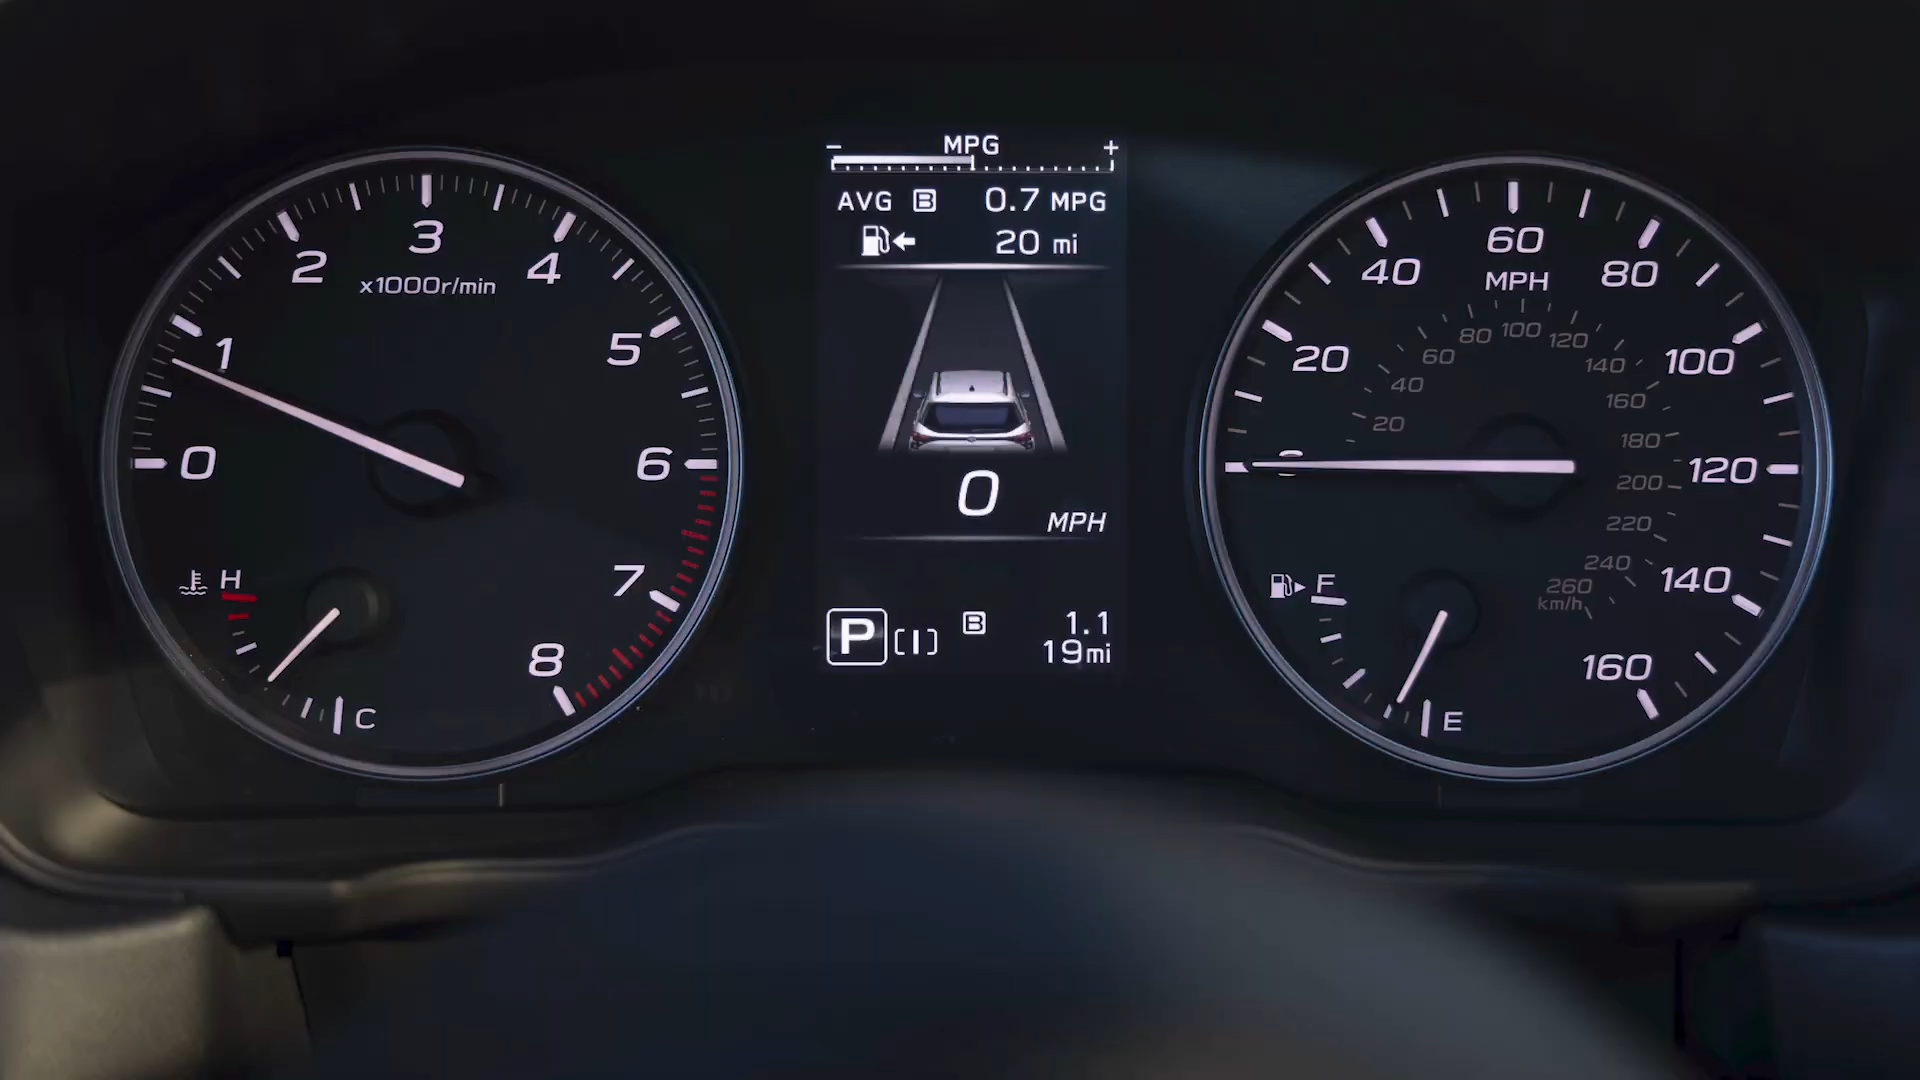 0
1
2
3
4
5
6
7
8
x1000r/min
H
C
- MPG +
AVG B 0.7 MPG
20 mi
0
MPH
P
B 1.1
19mi
20
40
60
80
100
120
140
160
MPH
20
40
60
80
100
120
140
160
180
200
220
240
260
km/h
F
E